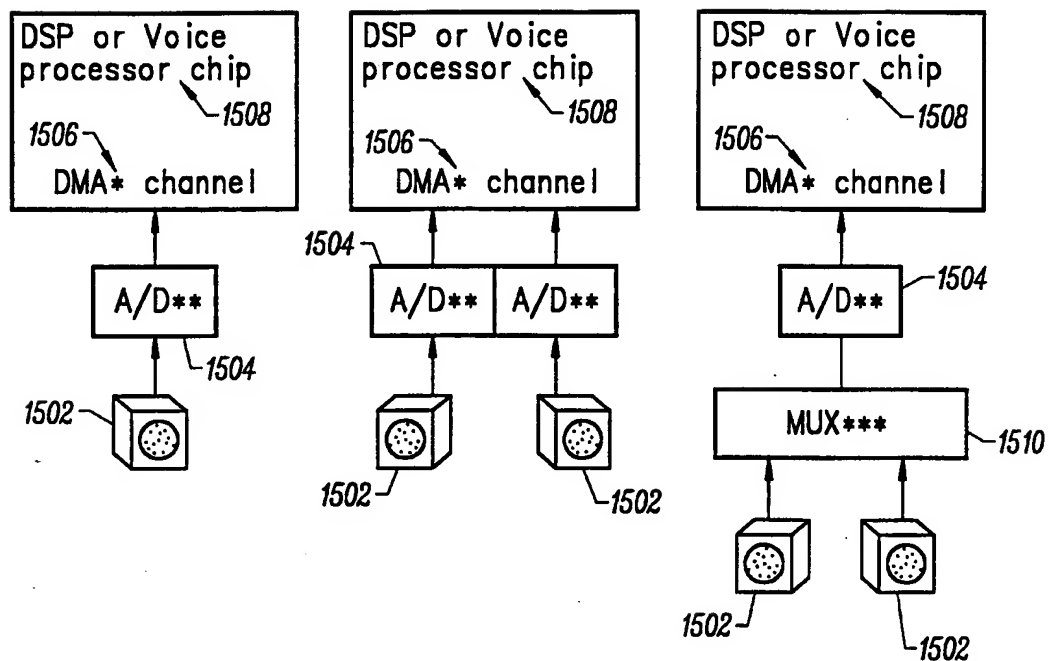 DSP or Voice
processor chip
1508
1506
DMA* channel
A/D**
1504
1502
DSP or Voice
processor chip
1508
1506
DMA* channel
1504
A/D** A/D**
1502
1502
DSP or Voice
processor chip
1508
1506
DMA* channel
A/D**
1504
MUX***
1510
1502
1502